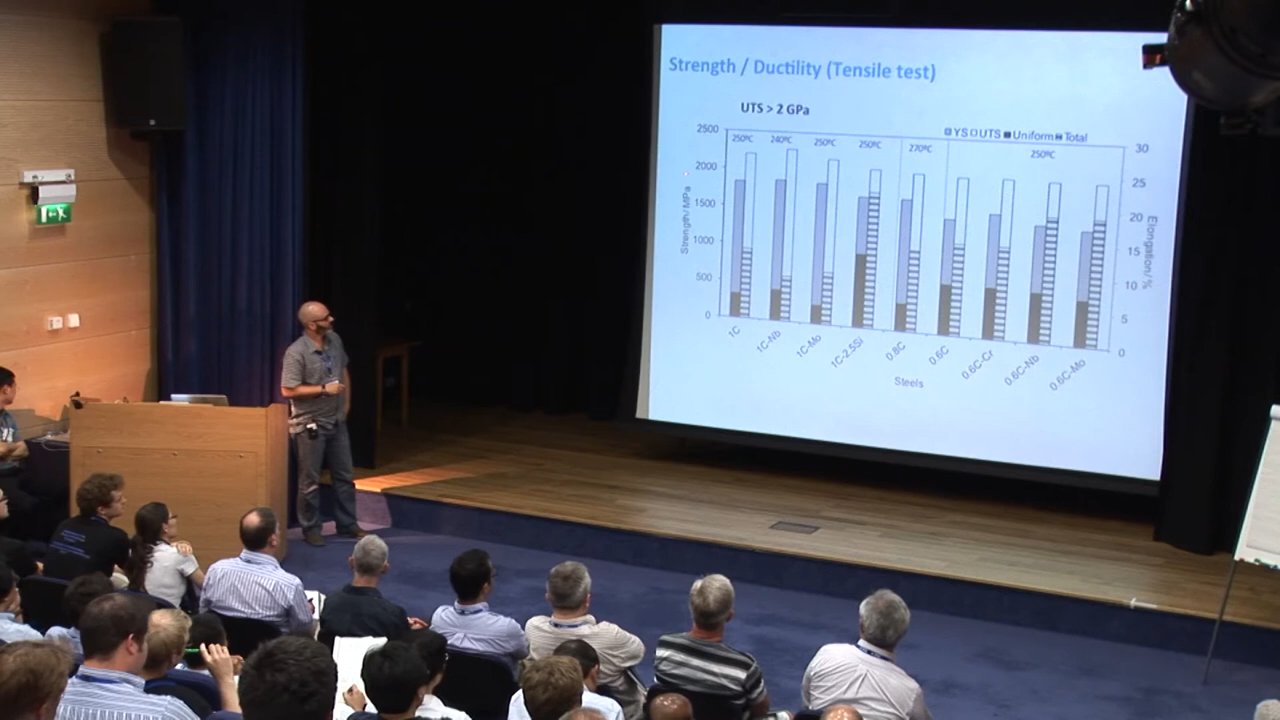 Strength / Ductility (Tensile test)
UTS > 2 GPa
YS UTS Uniform Total
250ºC 240ºC 250ºC 250ºC 270ºC 250ºC
2500
2000
1500
1000
500
0
Strength/MPa
30
25
20
15
10
5
0
Elongation/%
1C 1C-Nb 1C-Mo 1C-2.5Si 0.8C 0.6C 0.6C-Cr 0.6C-Nb 0.6C-Mo
Steels